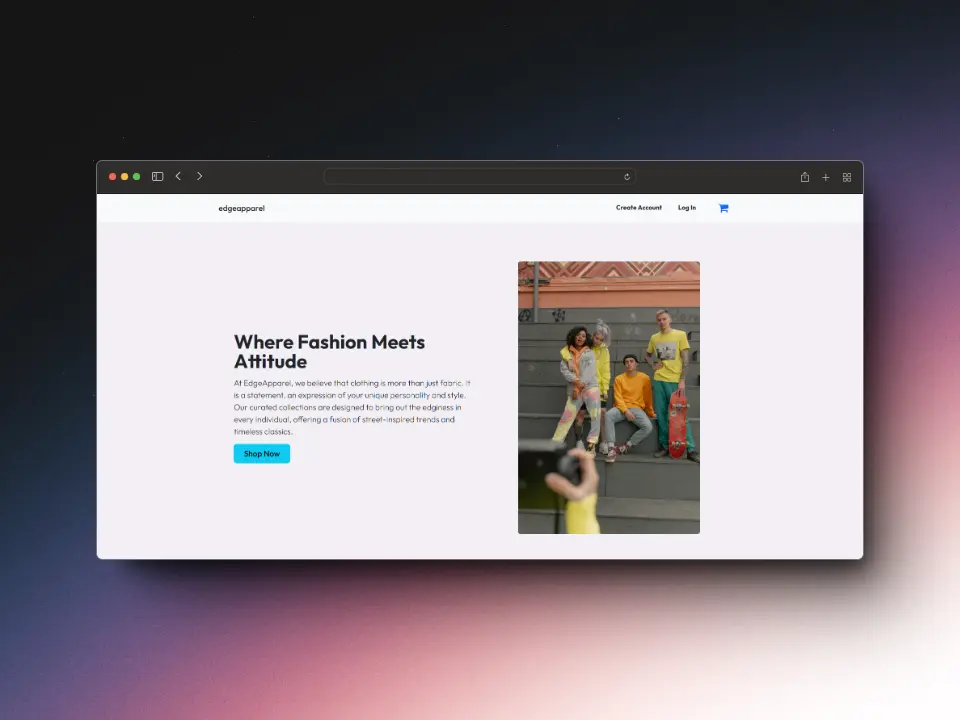 edgeapparel
Create Account
Log In
Where Fashion Meets
Attitude
At EdgeApparel, we believe that clothing is more than just fabric. It
is a statement, an expression of your unique personality and style.
Our curated collections are designed to bring out the edginess in
every individual, offering a fusion of street-inspired trends and
timeless classics.
Shop Now